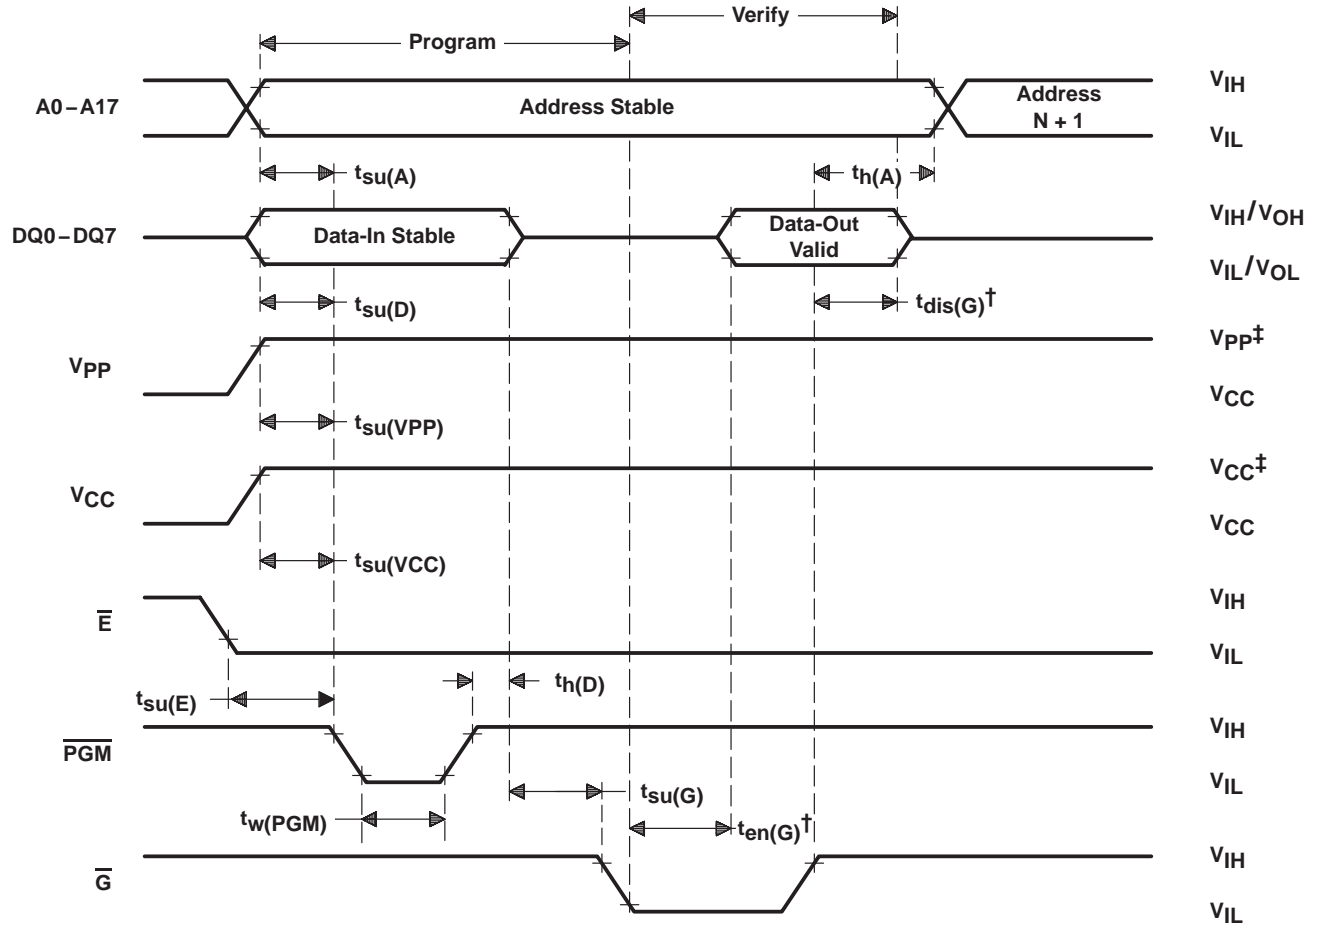 Verify
Program
A0–A17
Address Stable
Address
N + 1
VIH
VIL
tsu(A)
th(A)
DQ0–DQ7
Data-In Stable
Data-Out
Valid
VIH/VOH
VIL/VOL
tsu(D)
tdis(G)†
VPP
VPP‡
VCC
tsu(VPP)
VCC
VCC‡
VCC
tsu(VCC)
E
VIH
VIL
tsu(E)
th(D)
PGM
VIH
VIL
tw(PGM)
tsu(G)
ten(G)†
G
VIH
VIL